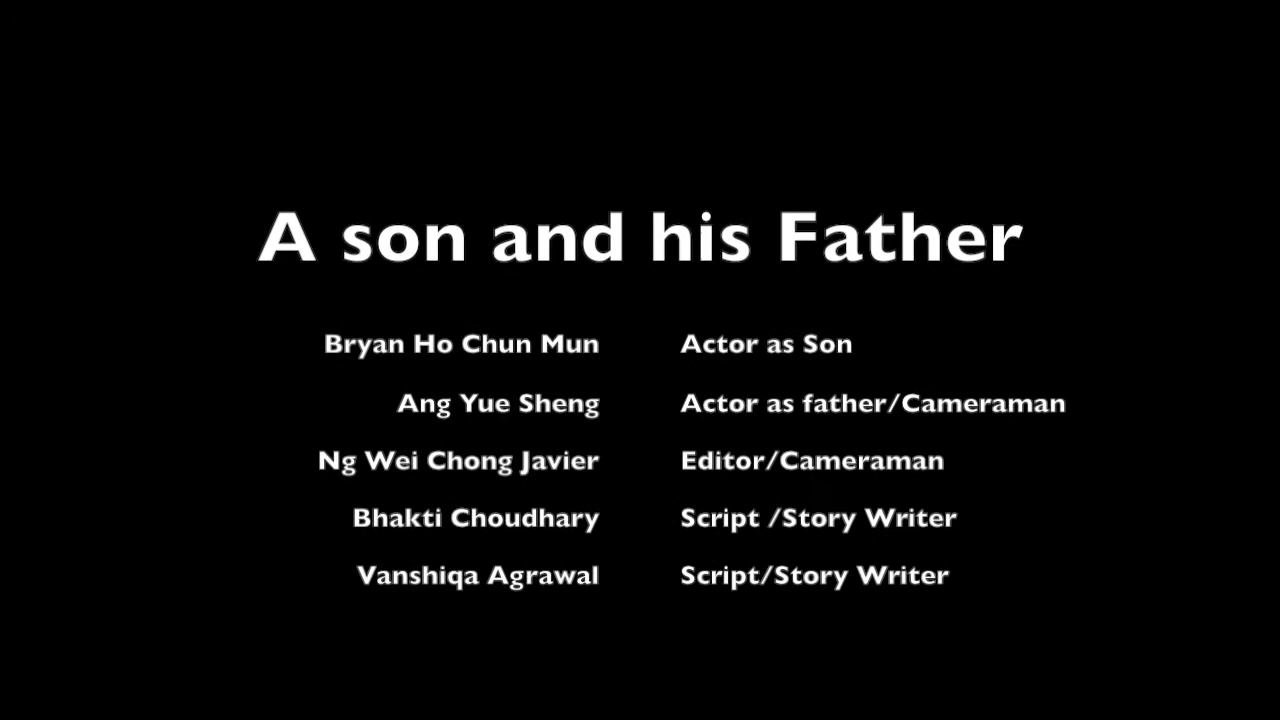 A son and his Father
Bryan Ho Chun Mun Actor as Son
Ang Yue Sheng Actor as father/Cameraman
Ng Wei Chong Javier Editor/Cameraman
Bhakti Choudhary Script /Story Writer
Vanshiqa Agrawal Script/Story Writer